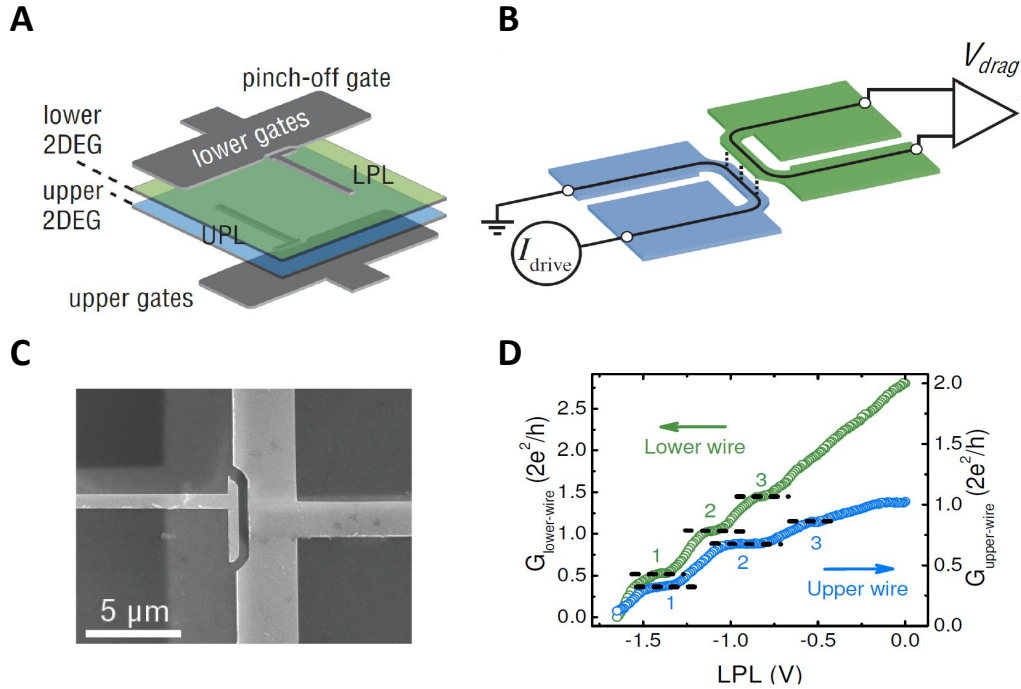 A
pinch-off gate
lower
2DEG
lower gates
LPL
upper
2DEG
UPL
upper gates
B
V_drag
I_drive
C
5 μm
D
G_lower-wire (2e²/h)
2.5
2.0
1.5
1.0
0.5
0.0
Lower wire
3
2
1
1
2
3
Upper wire
2.0
1.5
1.0
0.5
0.0
G_upper-wire (2e²/h)
-1.5
-1.0
-0.5
0.0
LPL (V)